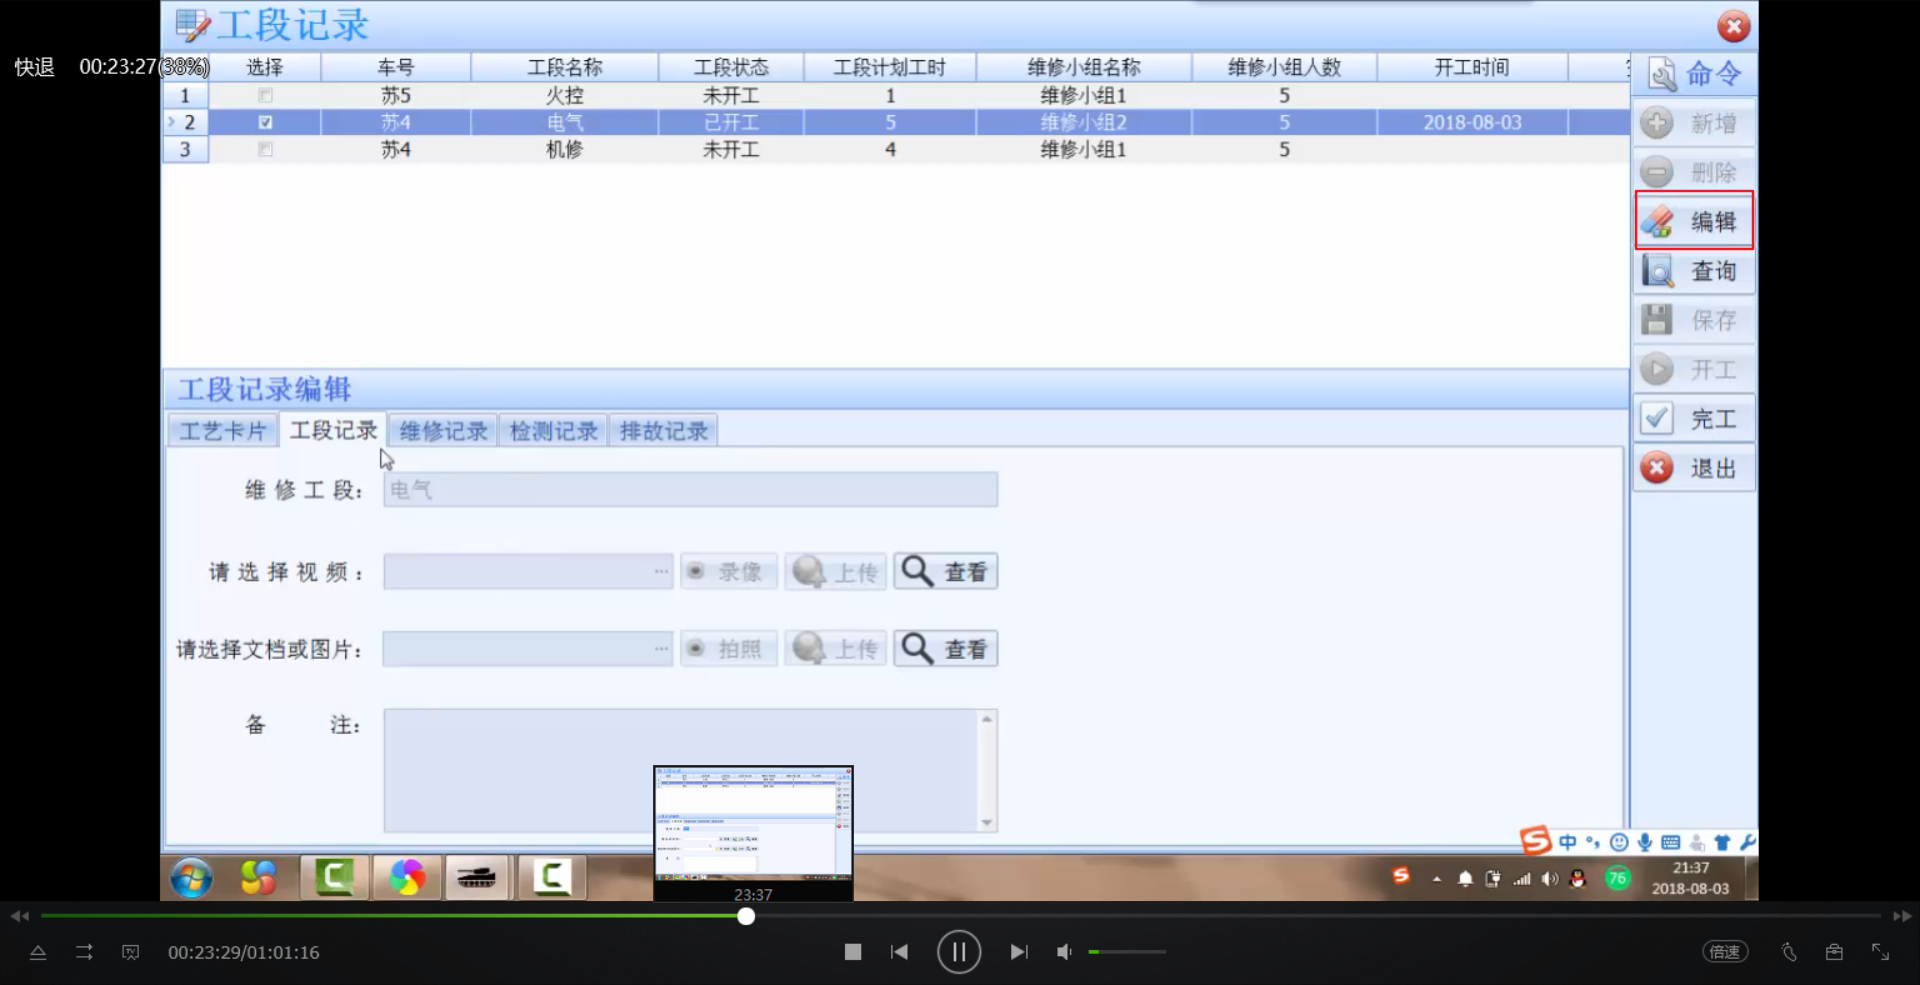 工段记录
快退 00:23:27(38%)
选择 车号 工段名称 工段状态 工段计划工时 维修小组名称 维修小组人数 开工时间
1 苏5 火控 未开工 1 维修小组1 5
2 苏4 电气 已开工 5 维修小组2 5 2018-08-03
3 苏4 机修 未开工 4 维修小组1 5
命令
新增
删除
编辑
查询
保存
开工
完工
退出
工段记录编辑
工艺卡片 工段记录 维修记录 检测记录 排故记录
维修工段： 电气
请选择视频： ··· 录像 上传 查看
请选择文档或图片： ··· 拍照 上传 查看
备 注：
23:37
中
76
21:37
2018-08-03
00:23:29/01:01:16
倍速